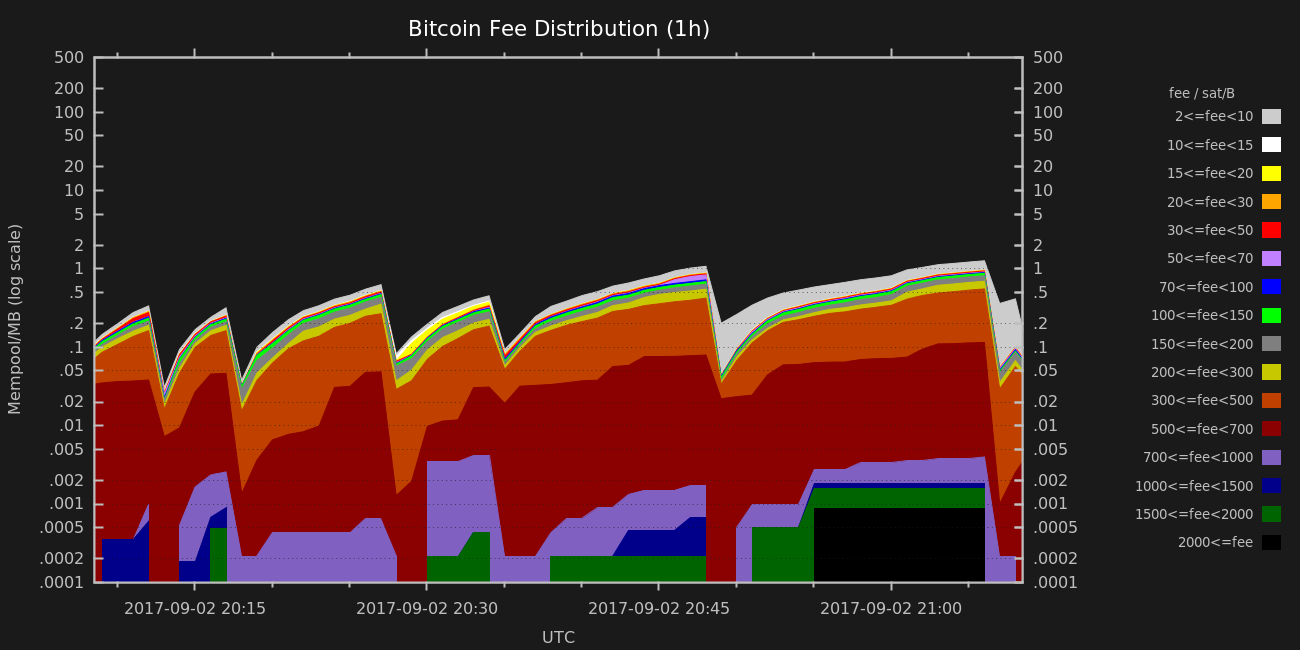 Bitcoin Fee Distribution (1h)
500
200
100
50
20
10
5
2
1
.5
.2
.1
.05
.02
.01
.005
.002
.001
.0005
.0002
.0001
Mempool/MB (log scale)
500
200
100
50
20
10
5
2
1
.5
.2
.1
.05
.02
.01
.005
.002
.001
.0005
.0002
.0001
2017-09-02 20:15
2017-09-02 20:30
2017-09-02 20:45
2017-09-02 21:00
UTC
fee / sat/B
2<=fee<10
10<=fee<15
15<=fee<20
20<=fee<30
30<=fee<50
50<=fee<70
70<=fee<100
100<=fee<150
150<=fee<200
200<=fee<300
300<=fee<500
500<=fee<700
700<=fee<1000
1000<=fee<1500
1500<=fee<2000
2000<=fee